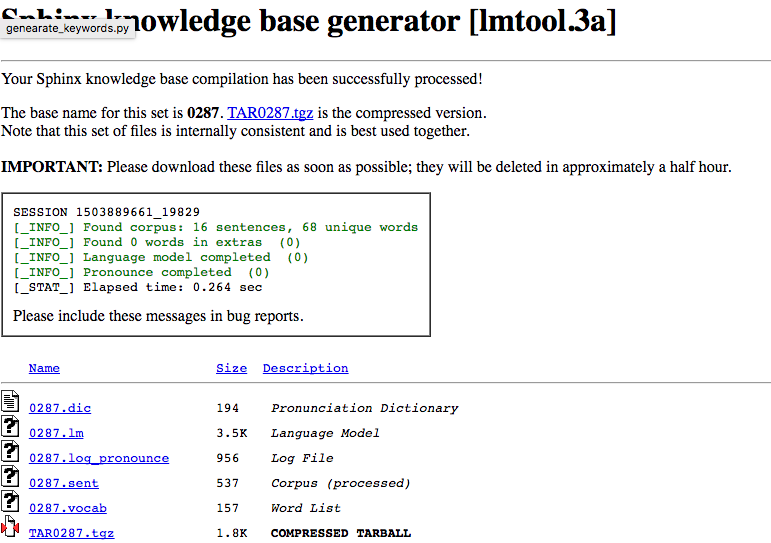 Sphinx knowledge base generator [lmtool.3a]
genearate_keywords.py
Your Sphinx knowledge base compilation has been successfully processed!
The base name for this set is 0287. TAR0287.tgz is the compressed version.
Note that this set of files is internally consistent and is best used together.
IMPORTANT: Please download these files as soon as possible; they will be deleted in approximately a half hour.
SESSION 1503889661_19829
[_INFO_] Found corpus: 16 sentences, 68 unique words
[_INFO_] Found 0 words in extras (0)
[_INFO_] Language model completed (0)
[_INFO_] Pronounce completed (0)
[_STAT_] Elapsed time: 0.264 sec
Please include these messages in bug reports.
Name Size Description
0287.dic 194 Pronunciation Dictionary
0287.lm 3.5K Language Model
0287.log_pronounce 956 Log File
0287.sent 537 Corpus (processed)
0287.vocab 157 Word List
TAR0287.tgz 1.8K COMPRESSED TARBALL